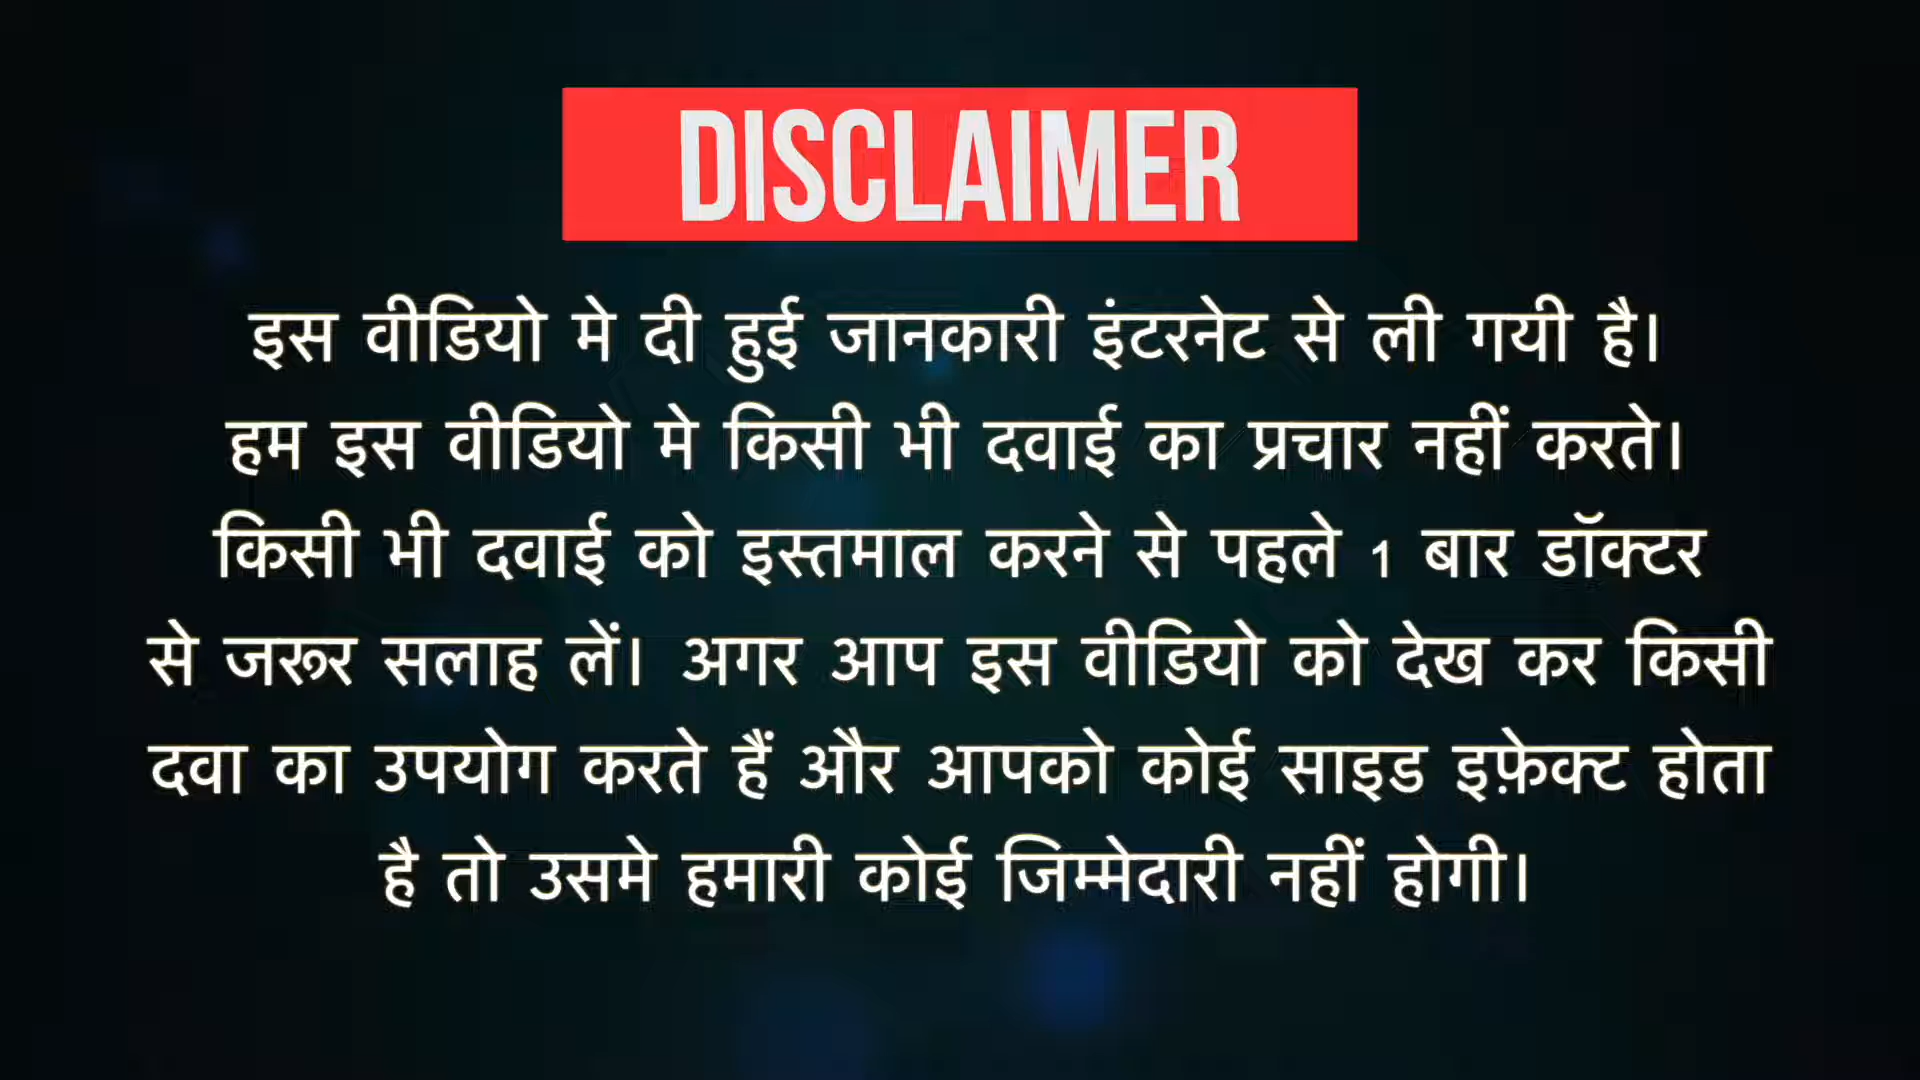 DISCLAIMER
इस वीडियो मे दी हुई जानकारी इंटरनेट से ली गयी है।
हम इस वीडियो मे किसी भी दवाई का प्रचार नहीं करते।
किसी भी दवाई को इस्तमाल करने से पहले 1 बार डॉक्टर
से जरूर सलाह लें। अगर आप इस वीडियो को देख कर किसी
दवा का उपयोग करते हैं और आपको कोई साइड इफ़ेक्ट होता
है तो उसमे हमारी कोई जिम्मेदारी नहीं होगी।